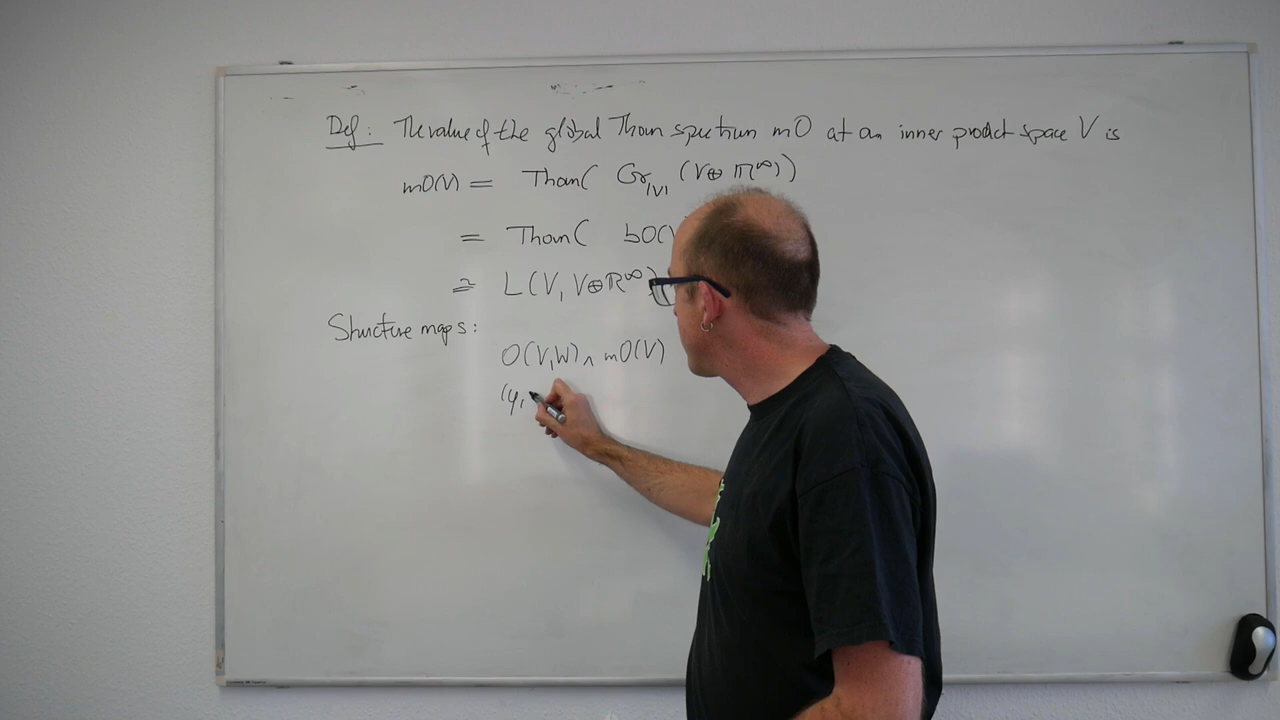 Def: The value of the global Thom spectrum mO at an inner product space V is
mO(V) = Thom( Gr|V| (V⊕ℝ^∞))
= Thom( bO(
≅ L(V, V⊕ℝ^∞)
Structure maps:
O(V,W) ∧ mO(V)
(φ,